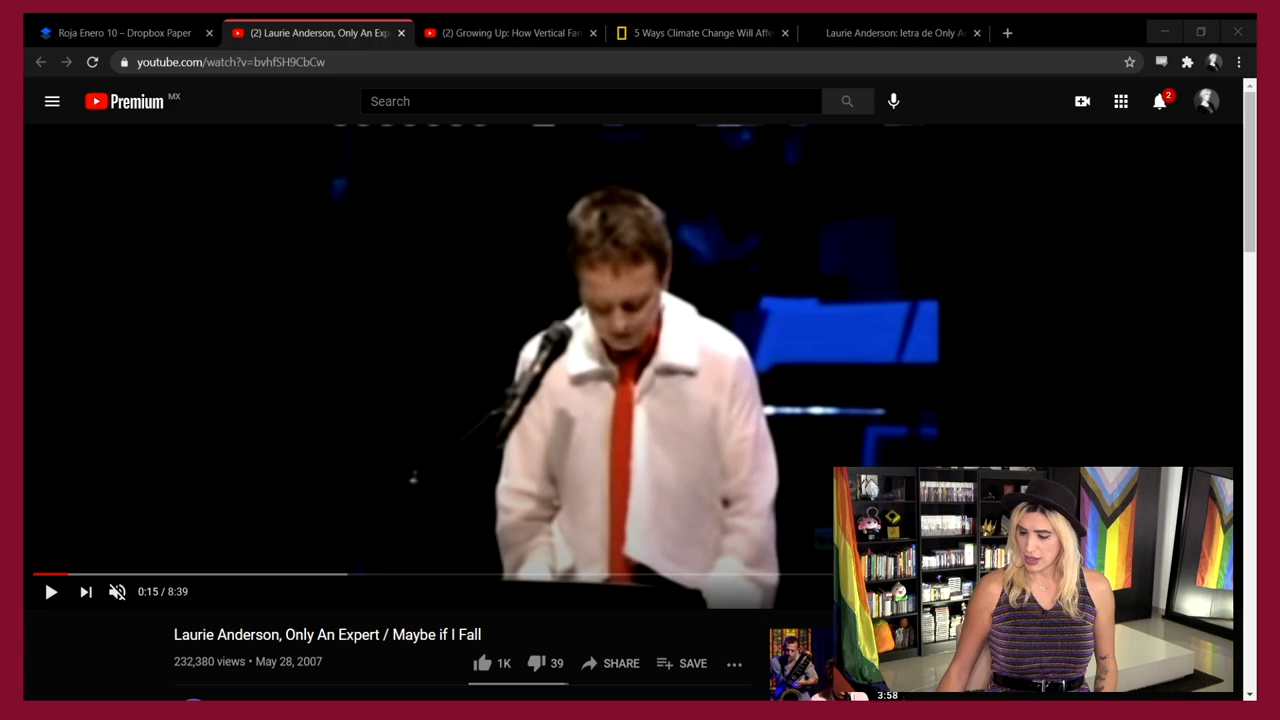 Roja Enero 10 – Dropbox Paper
(2) Laurie Anderson, Only An Exp
(2) Growing Up: How Vertical Far
5 Ways Climate Change Will Affe
Laurie Anderson: letra de Only A
youtube.com/watch?v=bvhfSH9CbCw
Premium MX
Search
2
0:15 / 8:39
Laurie Anderson, Only An Expert / Maybe if I Fall
232,380 views • May 28, 2007
1K
39
SHARE
SAVE
3:58